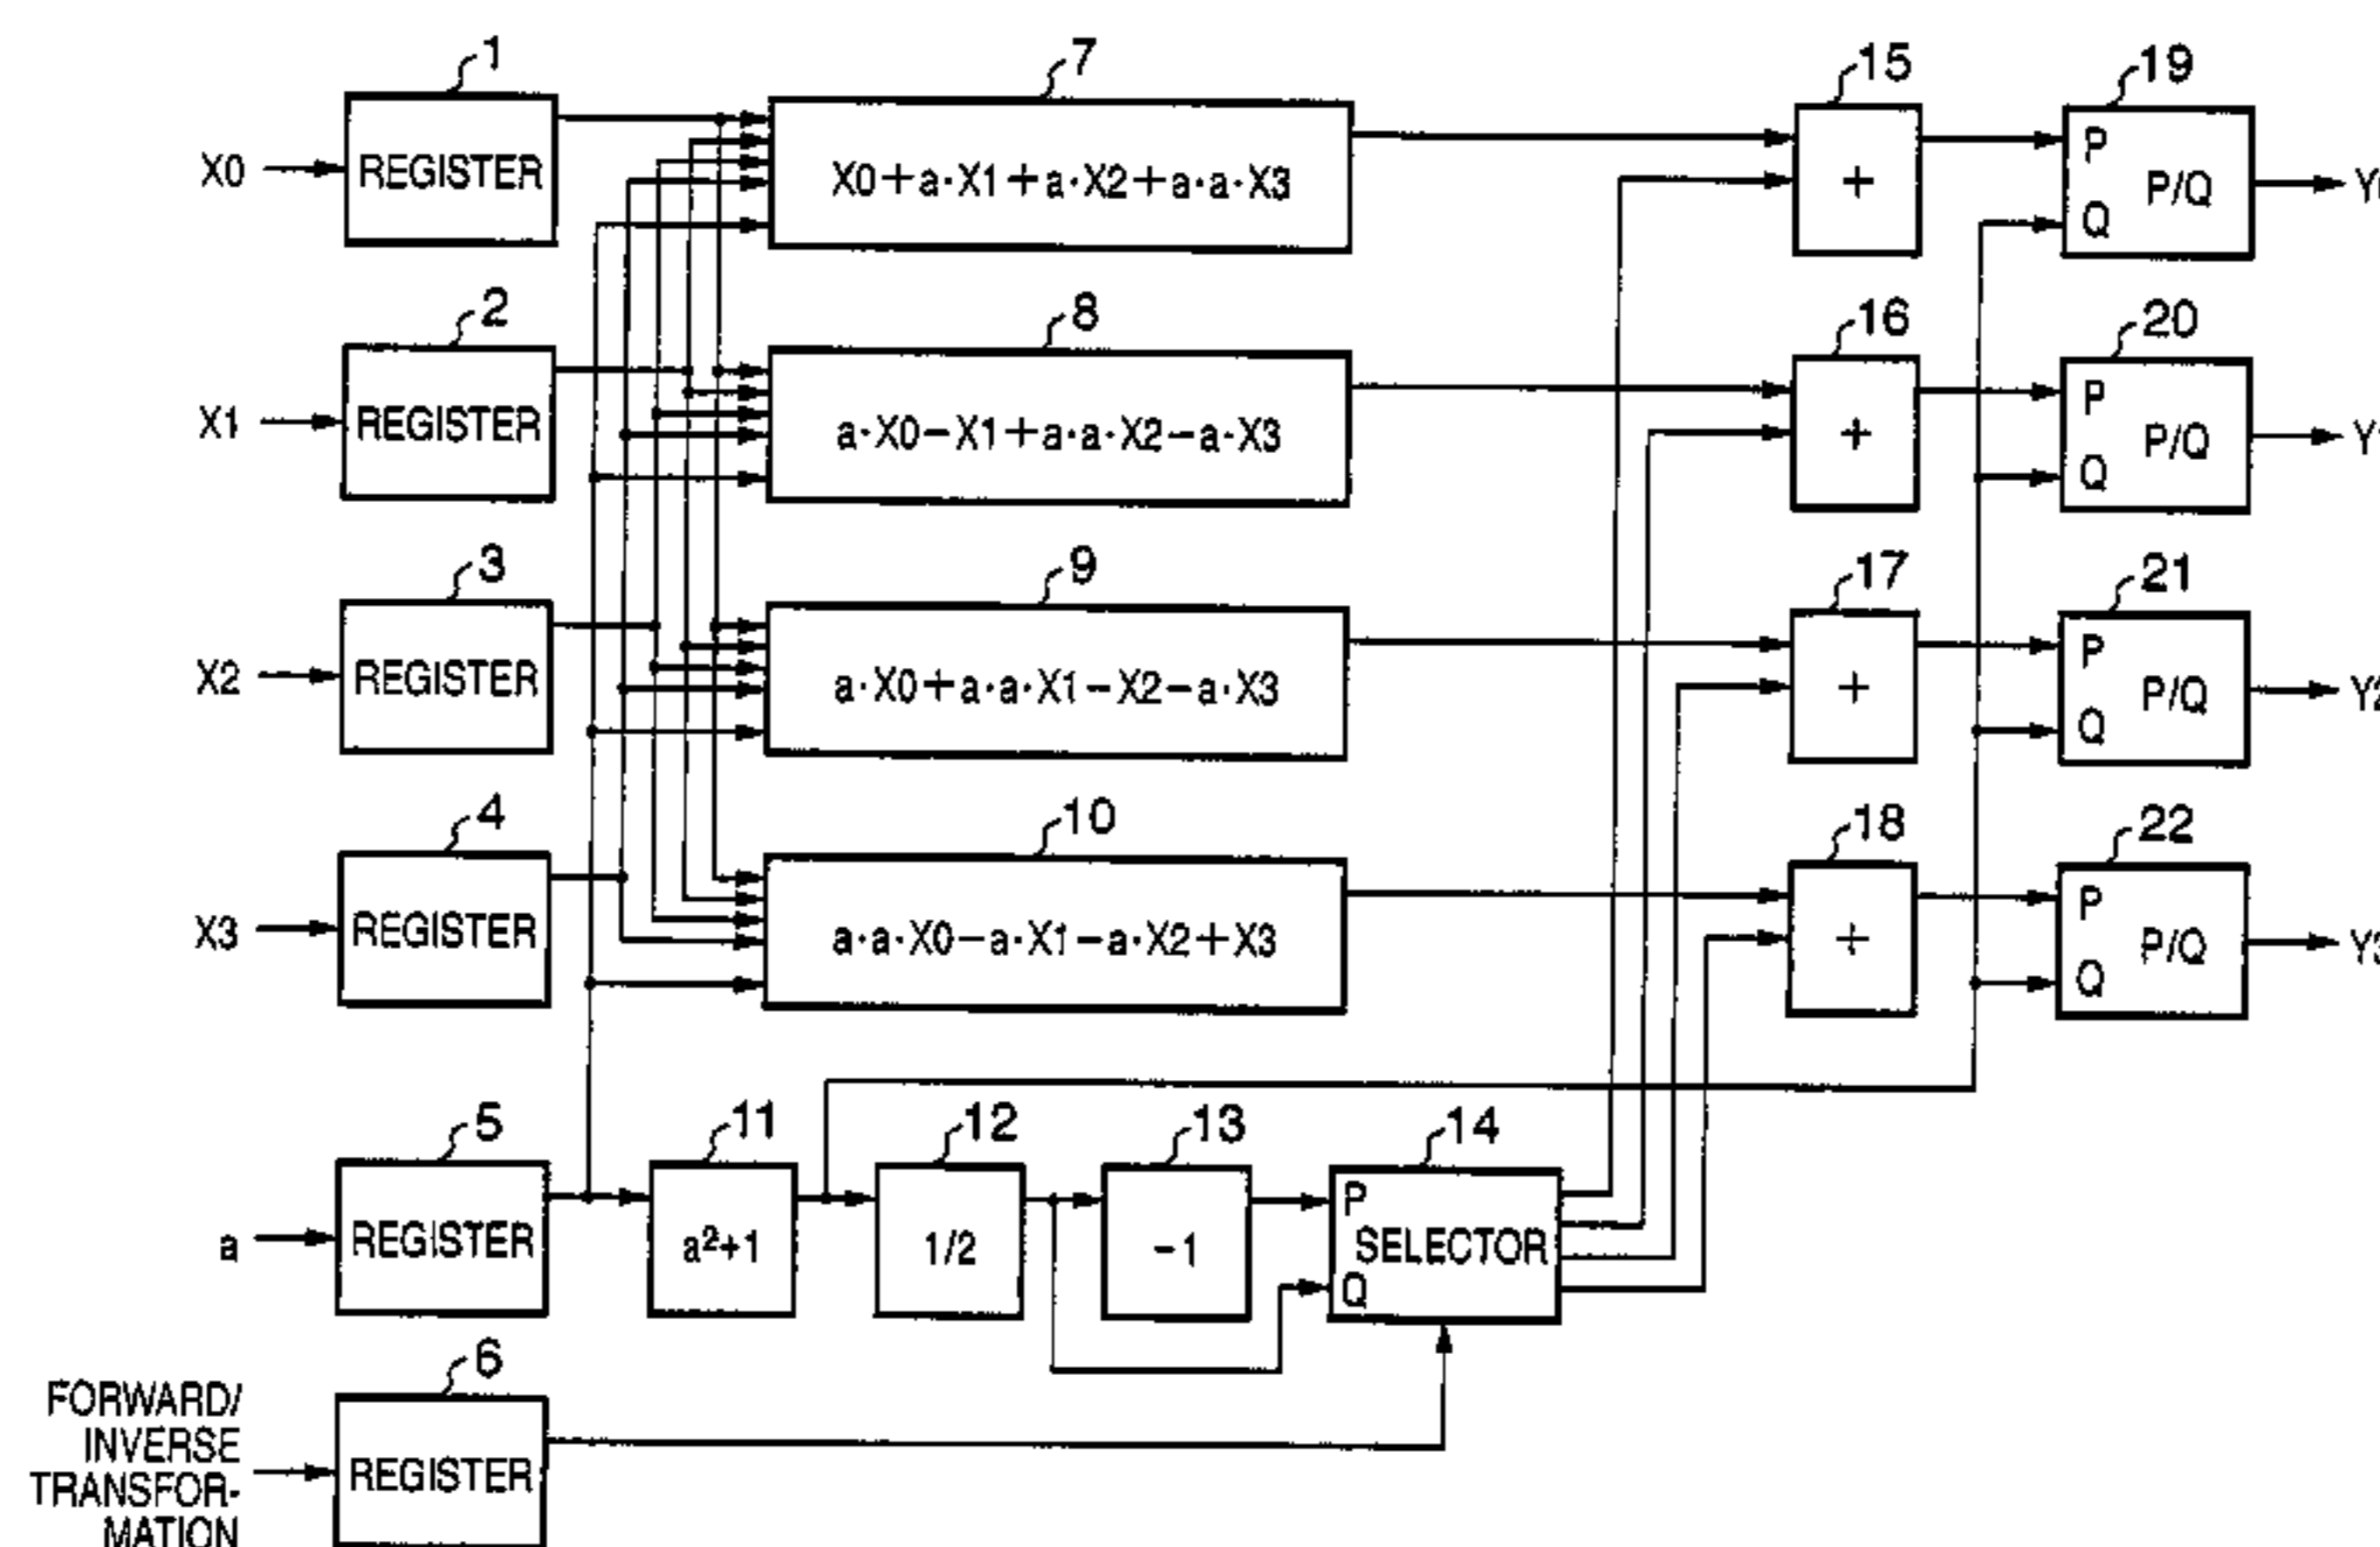 1
7
15
19
X0
REGISTER
X0+a·X1+a·X2+a·a·X3
+
P
P/Q
Q
2
8
16
20
X1
REGISTER
a·X0−X1+a·a·X2−a·X3
+
P
P/Q
Q
3
9
17
21
X2
REGISTER
a·X0+a·a·X1−X2−a·X3
+
P
P/Q
Q
4
10
18
22
X3
REGISTER
a·a·X0−a·X1−a·X2+X3
+
P
P/Q
Q
5
11
12
13
14
a
REGISTER
a²+1
1/2
−1
P
SELECTOR
Q
6
FORWARD/
INVERSE
TRANSFOR-
MATION
REGISTER